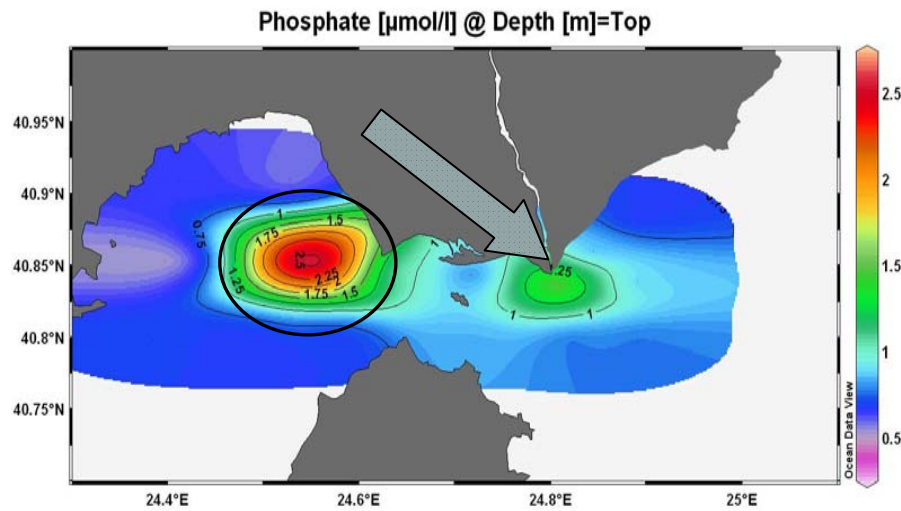 Phosphate [µmol/l] @ Depth [m]=Top
40.95°N
40.9°N
40.85°N
40.8°N
40.75°N
24.4°E
24.6°E
24.8°E
25°E
2.5
2
1.5
1
0.5
Ocean Data View
0.75
1
1.5
1.75
2.5
2.25
2
1.75
1.5
1.25
1
.25
1
1